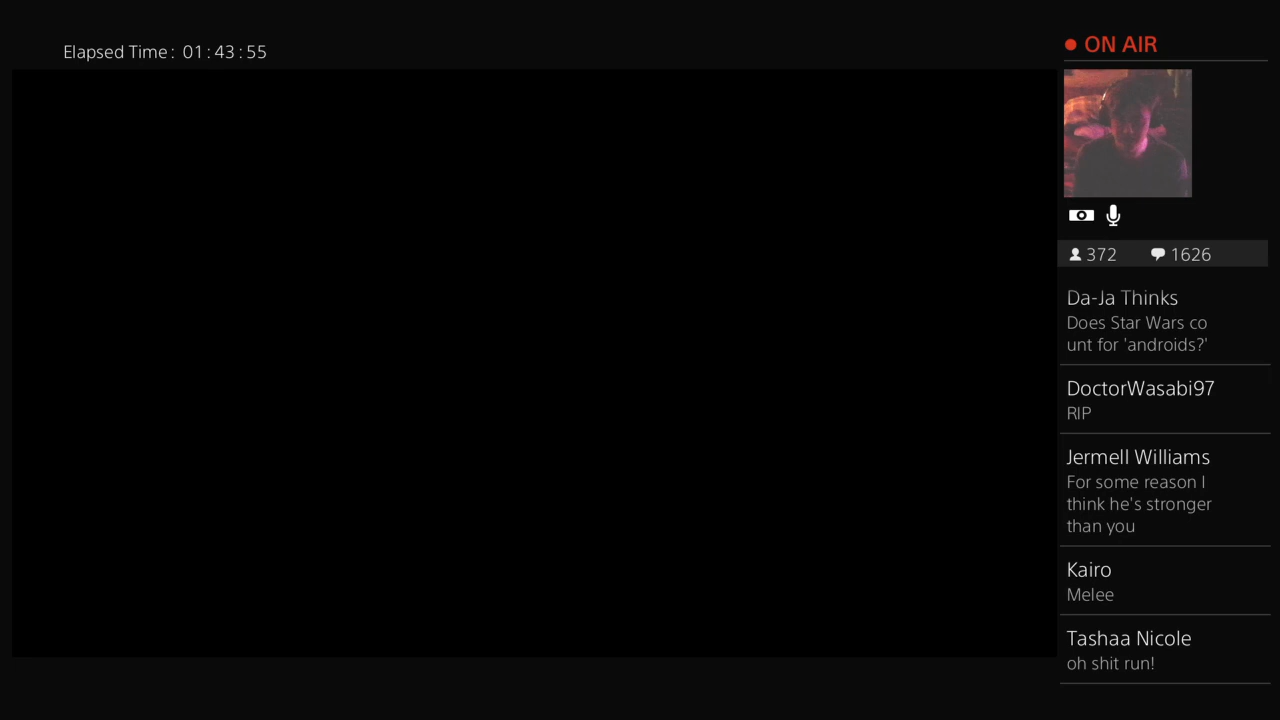 Elapsed Time: 01:43:55
ON AIR
372 1626
Da-Ja Thinks
Does Star Wars co
unt for 'androids?'
DoctorWasabi97
RIP
Jermell Williams
For some reason I
think he's stronger
than you
Kairo
Melee
Tashaa Nicole
oh shit run!